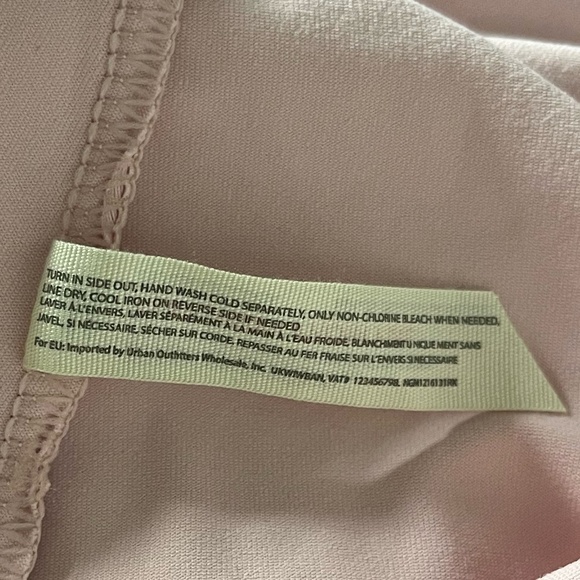 TURN IN SIDE OUT, HAND WASH COLD SEPARATELY, ONLY NON-CHLORINE BLEACH WHEN NEEDED,
LINE DRY, COOL IRON ON REVERSE SIDE IF NEEDED
LAVER À L'ENVERS, LAVER SÉPARÉMENT À LA MAIN À L'EAU FROIDE, BLANCHIMENT UNIQUEMENT SANS
JAVEL, SI NÉCESSAIRE, SÉCHER SUR CORDE. REPASSER AU FER FRAISE SUR L'ENVERS SI NÉCESSAIRE
For EU: Imported by Urban Outfitters Wholesale, Inc. UKWIWBAN, VAT#